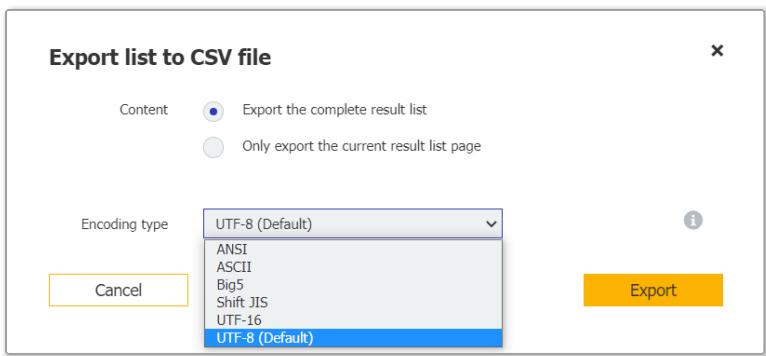 Export list to CSV file
×
Content
Export the complete result list
Only export the current result list page
Encoding type
UTF-8 (Default)
i
ANSI
ASCII
Big5
Shift JIS
UTF-16
UTF-8 (Default)
Cancel
Export